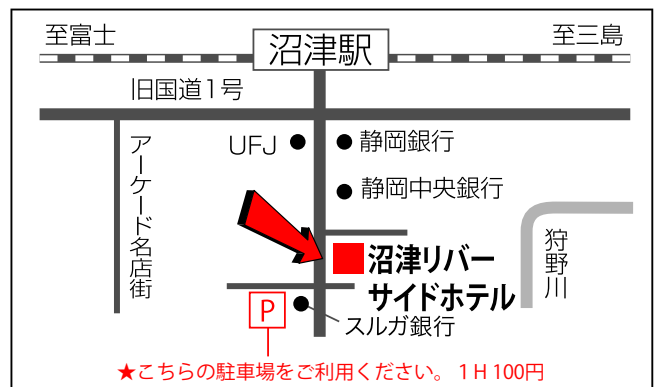 至富士
沼津駅
至三島
旧国道1号
UFJ
静岡銀行
静岡中央銀行
アーケード名店街
狩野川
沼津リバー
サイドホテル
P
スルガ銀行
★こちらの駐車場をご利用ください。 1H 100円